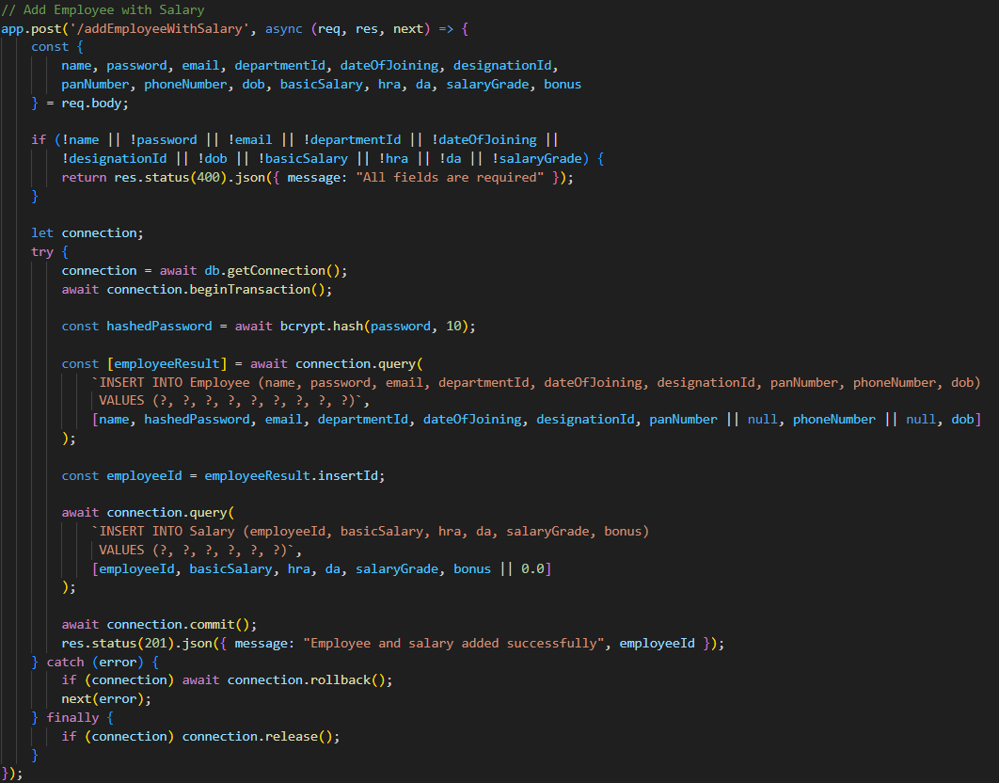 // Add Employee with Salary
app.post('/addEmployeeWithSalary', async (req, res, next) => {
    const {
        name, password, email, departmentId, dateOfJoining, designationId,
        panNumber, phoneNumber, dob, basicSalary, hra, da, salaryGrade, bonus
    } = req.body;

    if (!name || !password || !email || !departmentId || !dateOfJoining ||
        !designationId || !dob || !basicSalary || !hra || !da || !salaryGrade) {
        return res.status(400).json({ message: "All fields are required" });
    }

    let connection;
    try {
        connection = await db.getConnection();
        await connection.beginTransaction();

        const hashedPassword = await bcrypt.hash(password, 10);

        const [employeeResult] = await connection.query(
            `INSERT INTO Employee (name, password, email, departmentId, dateOfJoining, designationId, panNumber, phoneNumber, dob)
             VALUES (?, ?, ?, ?, ?, ?, ?, ?, ?)`,
            [name, hashedPassword, email, departmentId, dateOfJoining, designationId, panNumber || null, phoneNumber || null, dob]
        );

        const employeeId = employeeResult.insertId;

        await connection.query(
            `INSERT INTO Salary (employeeId, basicSalary, hra, da, salaryGrade, bonus)
             VALUES (?, ?, ?, ?, ?, ?)`,
            [employeeId, basicSalary, hra, da, salaryGrade, bonus || 0.0]
        );

        await connection.commit();
        res.status(201).json({ message: "Employee and salary added successfully", employeeId });
    } catch (error) {
        if (connection) await connection.rollback();
        next(error);
    } finally {
        if (connection) connection.release();
    }
});